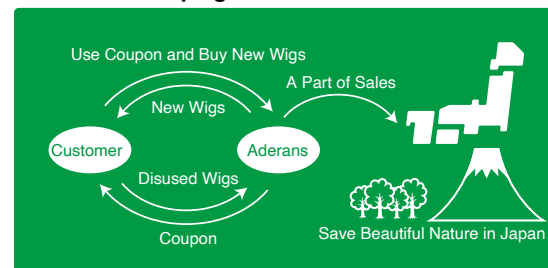 Use Coupon and Buy New Wigs
A Part of Sales
New Wigs
Customer
Aderans
Disused Wigs
Coupon
Save Beautiful Nature in Japan